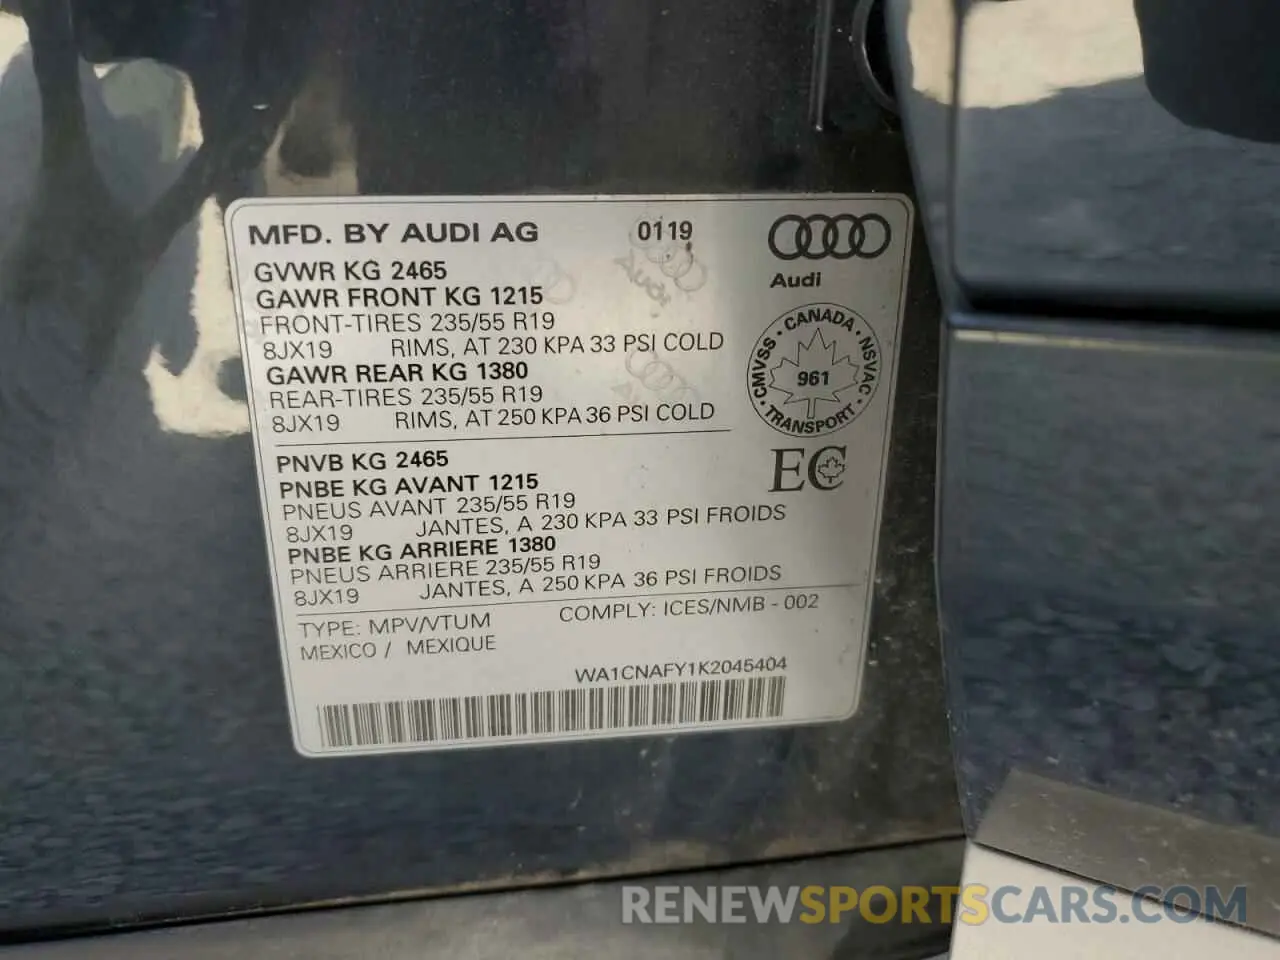 MFD. BY AUDI AG 0119
Audi
GVWR KG 2465
GAWR FRONT KG 1215
FRONT-TIRES 235/55 R19
8JX19 RIMS, AT 230 KPA 33 PSI COLD
GAWR REAR KG 1380
REAR-TIRES 235/55 R19
8JX19 RIMS, AT 250 KPA 36 PSI COLD
CMVSS · CANADA · NSVAC · TRANSPORT ·
961
EC
PNVB KG 2465
PNBE KG AVANT 1215
PNEUS AVANT 235/55 R19
8JX19 JANTES, A 230 KPA 33 PSI FROIDS
PNBE KG ARRIERE 1380
PNEUS ARRIERE 235/55 R19
8JX19 JANTES, A 250 KPA 36 PSI FROIDS
TYPE: MPV/VTUM COMPLY: ICES/NMB - 002
MEXICO / MEXIQUE
WA1CNAFY1K2045404
RENEWSPORTSCARS.COM